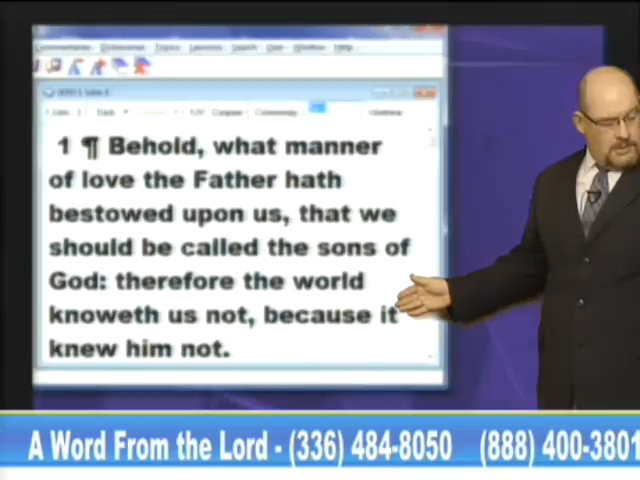 1 ¶ Behold, what manner
of love the Father hath
bestowed upon us, that we
should be called the sons of
God: therefore the world
knoweth us not, because it
knew him not.
A Word From the Lord - (336) 484-8050 (888) 400-3801